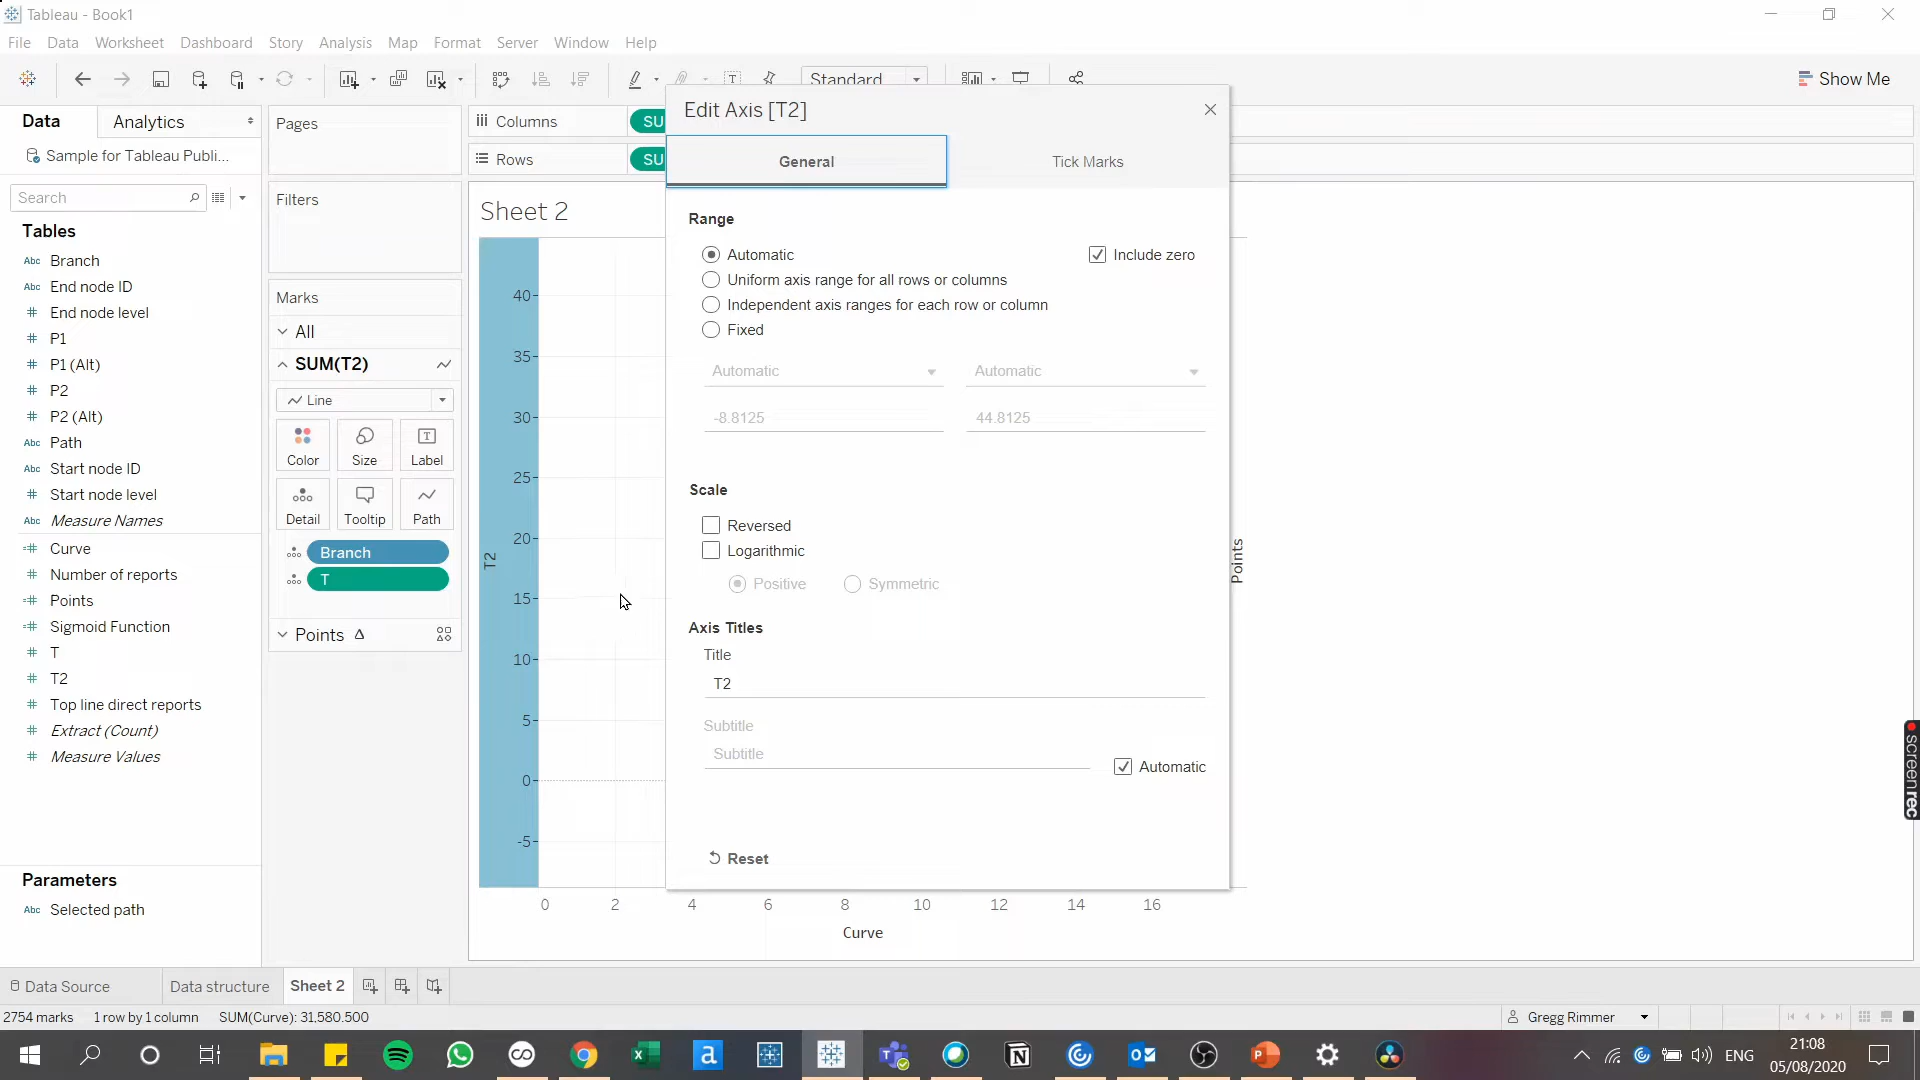 Tableau - Book1
File Data Worksheet Dashboard Story Analysis Map Format Server Window Help
Standard
Show Me
Data
Analytics
Sample for Tableau Publi...
Search
Tables
Abc Branch
Abc End node ID
# End node level
# P1
# P1 (Alt)
# P2
# P2 (Alt)
Abc Path
Abc Start node ID
# Start node level
Abc Measure Names
=# Curve
# Number of reports
=# Points
=# Sigmoid Function
# T
# T2
# Top line direct reports
# Extract (Count)
# Measure Values
Parameters
Abc Selected path
Pages
Filters
Marks
All
SUM(T2)
Line
Color
Size
Label
Detail
Tooltip
Path
Branch
T
Points Δ
Columns
SU
Rows
SU
Sheet 2
T2
40
35
30
25
20
15
10
5
0
-5
0 2 4 6 8 10 12 14 16
Curve
Points
Edit Axis [T2]
General
Tick Marks
Range
Automatic
Include zero
Uniform axis range for all rows or columns
Independent axis ranges for each row or column
Fixed
Automatic
Automatic
-8.8125
44.8125
Scale
Reversed
Logarithmic
Positive
Symmetric
Axis Titles
Title
T2
Subtitle
Subtitle
Automatic
Reset
screenrec
Data Source
Data structure
Sheet 2
2754 marks 1 row by 1 column SUM(Curve): 31,580.500
Gregg Rimmer
ENG
21:08
05/08/2020